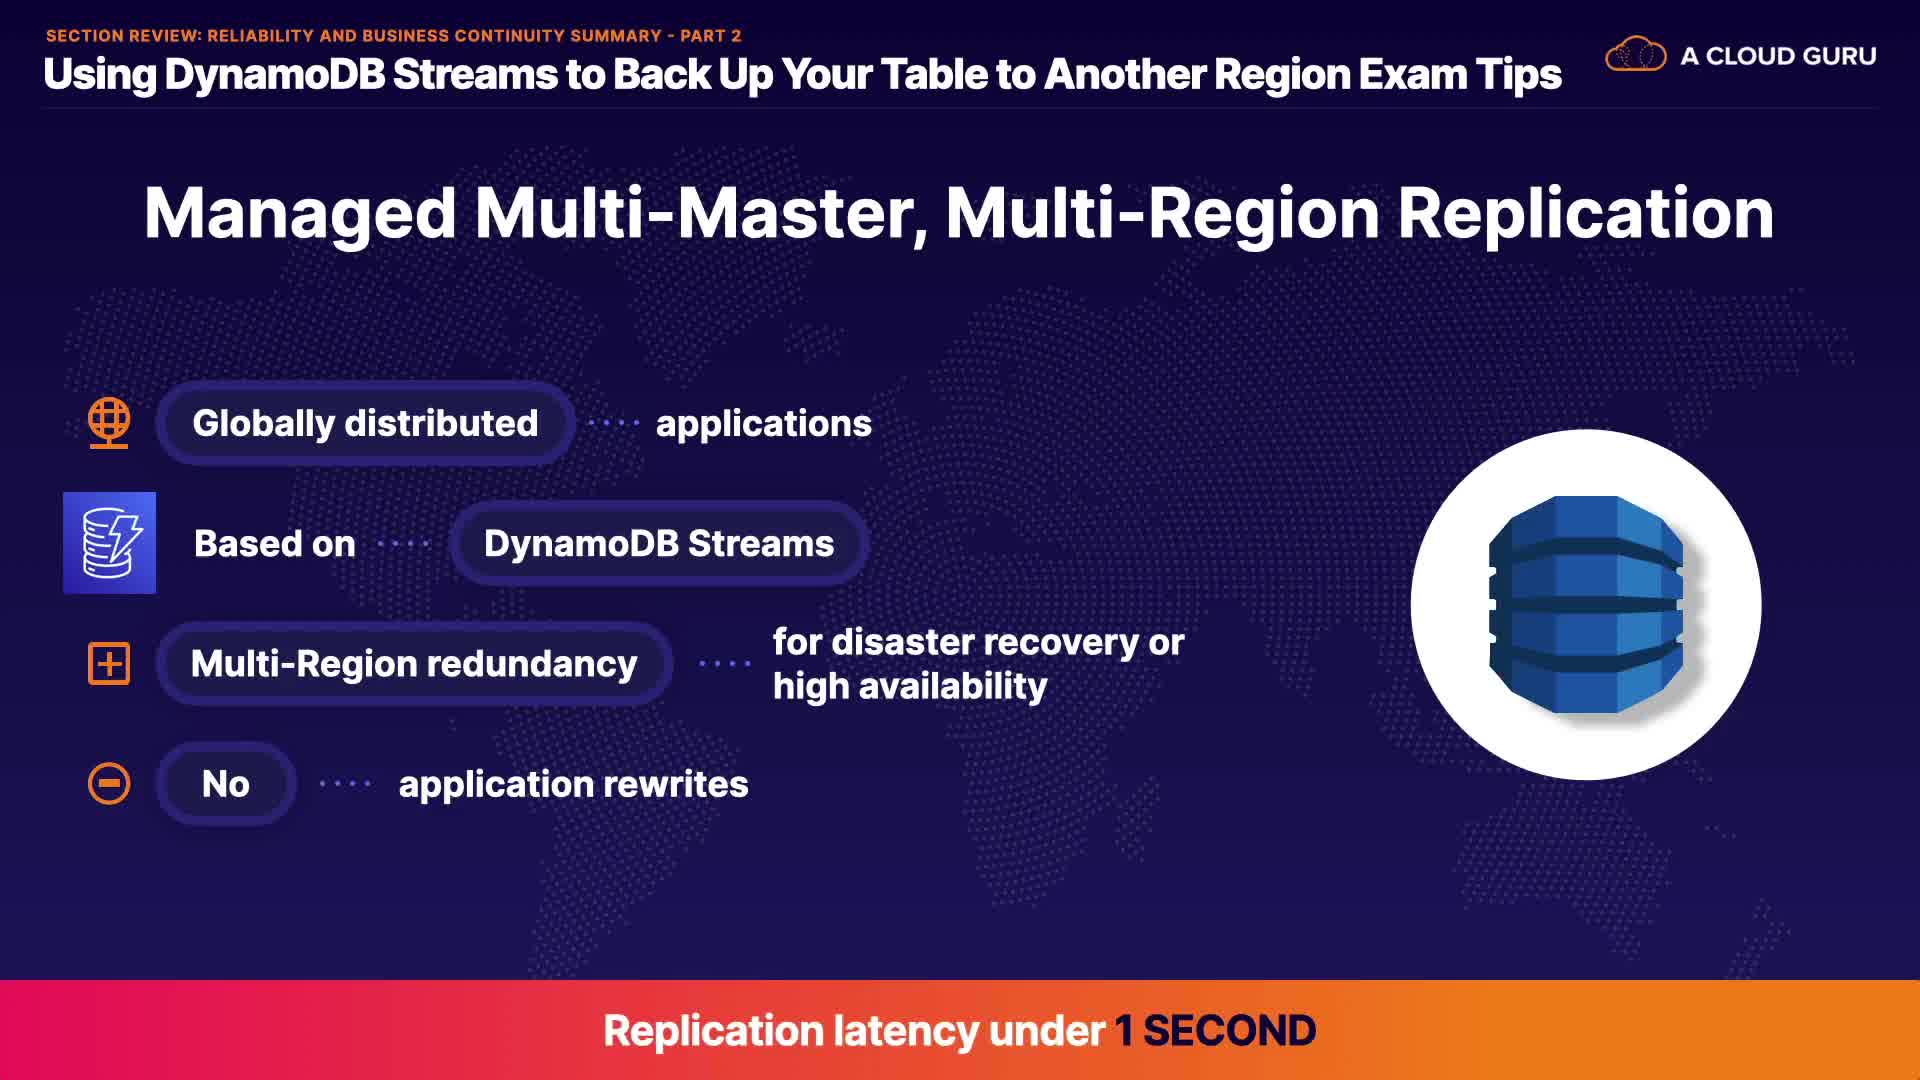 SECTION REVIEW: RELIABILITY AND BUSINESS CONTINUITY SUMMARY - PART 2
Using DynamoDB Streams to Back Up Your Table to Another Region Exam Tips
A CLOUD GURU
Managed Multi-Master, Multi-Region Replication
Globally distributed applications
Based on DynamoDB Streams
Multi-Region redundancy for disaster recovery or
high availability
No application rewrites
Replication latency under 1 SECOND